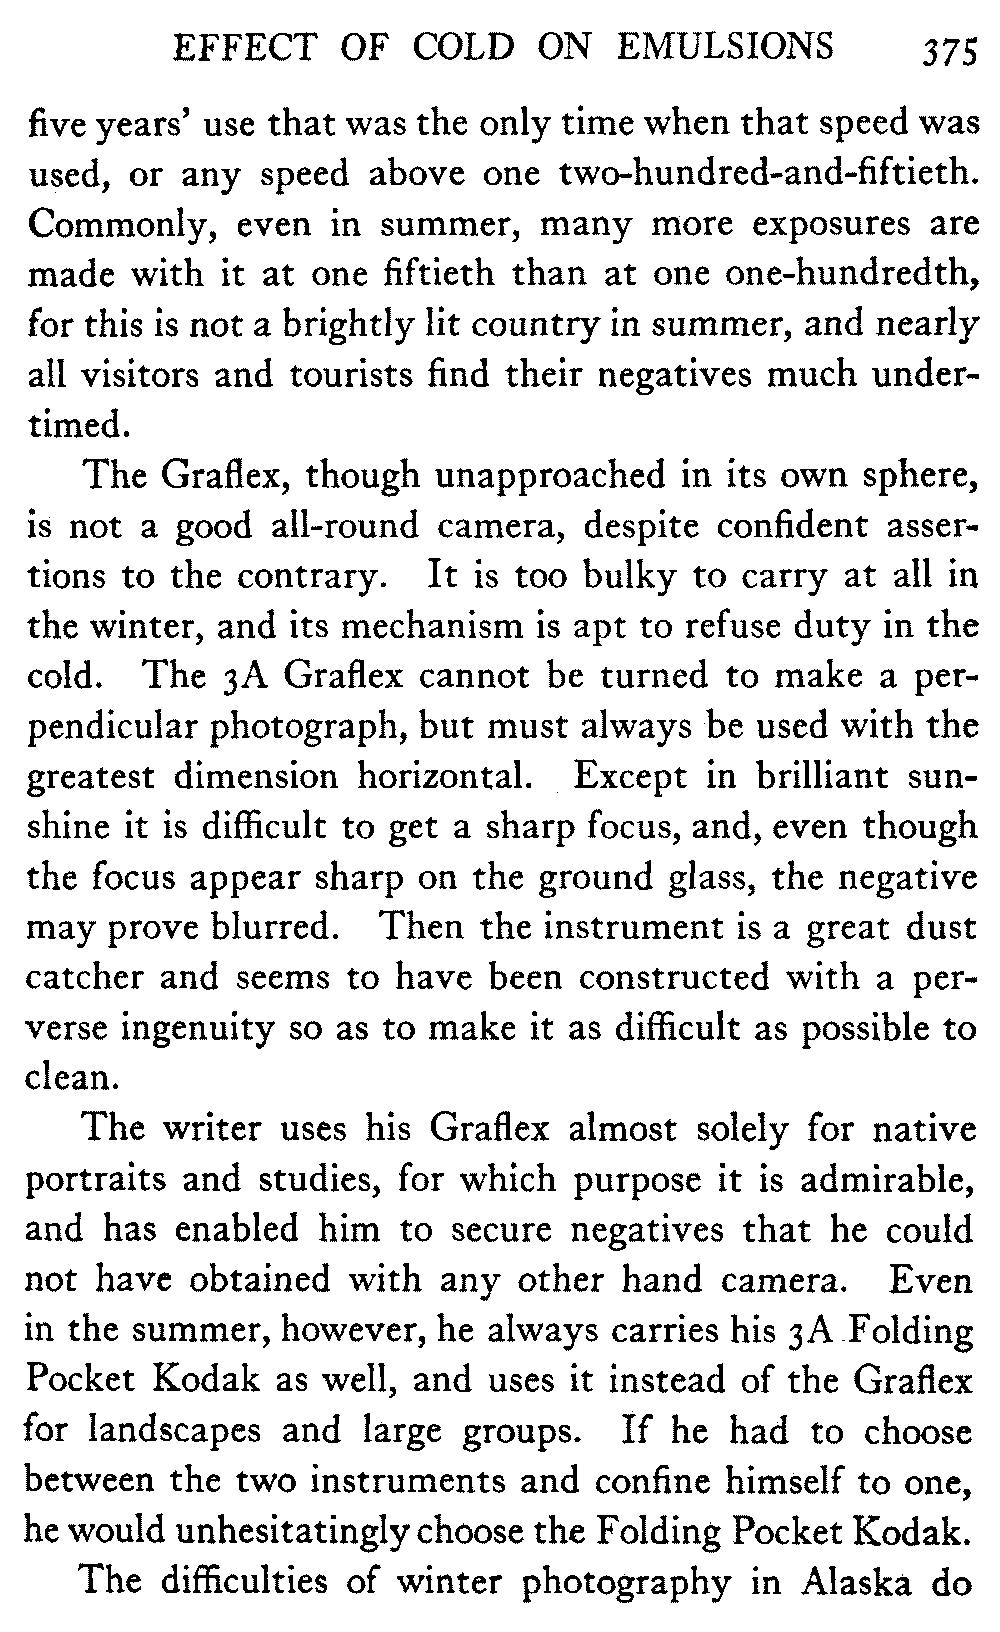 EFFECT OF COLD ON EMULSIONS 375
five years' use that was the only time when that speed was
used, or any speed above one two-hundred-and-fiftieth.
Commonly, even in summer, many more exposures are
made with it at one fiftieth than at one one-hundredth,
for this is not a brightly lit country in summer, and nearly
all visitors and tourists find their negatives much under-
timed.
The Graflex, though unapproached in its own sphere,
is not a good all-round camera, despite confident asser-
tions to the contrary. It is too bulky to carry at all in
the winter, and its mechanism is apt to refuse duty in the
cold. The 3A Graflex cannot be turned to make a per-
pendicular photograph, but must always be used with the
greatest dimension horizontal. Except in brilliant sun-
shine it is difficult to get a sharp focus, and, even though
the focus appear sharp on the ground glass, the negative
may prove blurred. Then the instrument is a great dust
catcher and seems to have been constructed with a per-
verse ingenuity so as to make it as difficult as possible to
clean.
The writer uses his Graflex almost solely for native
portraits and studies, for which purpose it is admirable,
and has enabled him to secure negatives that he could
not have obtained with any other hand camera. Even
in the summer, however, he always carries his 3A Folding
Pocket Kodak as well, and uses it instead of the Graflex
for landscapes and large groups. If he had to choose
between the two instruments and confine himself to one,
he would unhesitatingly choose the Folding Pocket Kodak.
The difficulties of winter photography in Alaska do